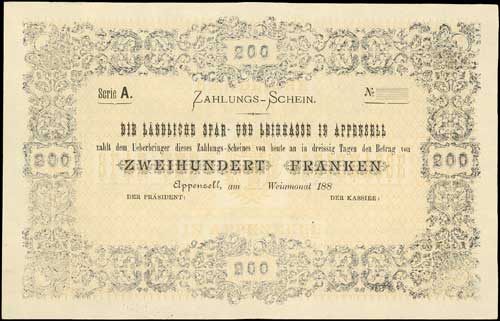 200
Serie A.
№
ZAHLUNGS-SCHEIN.
DIE LÄNDLICHE SPAR- UND LEIHKASSE IN APPENZELL
zahlt dem Ueberbringer dieses Zahlungs-Scheines von heute an in dreissig Tagen den Betrag von
200
ZWEIHUNDERT FRANKEN
200
Appenzell, am Weinmonat 188
DER PRÄSIDENT:
DER KASSIER:
200